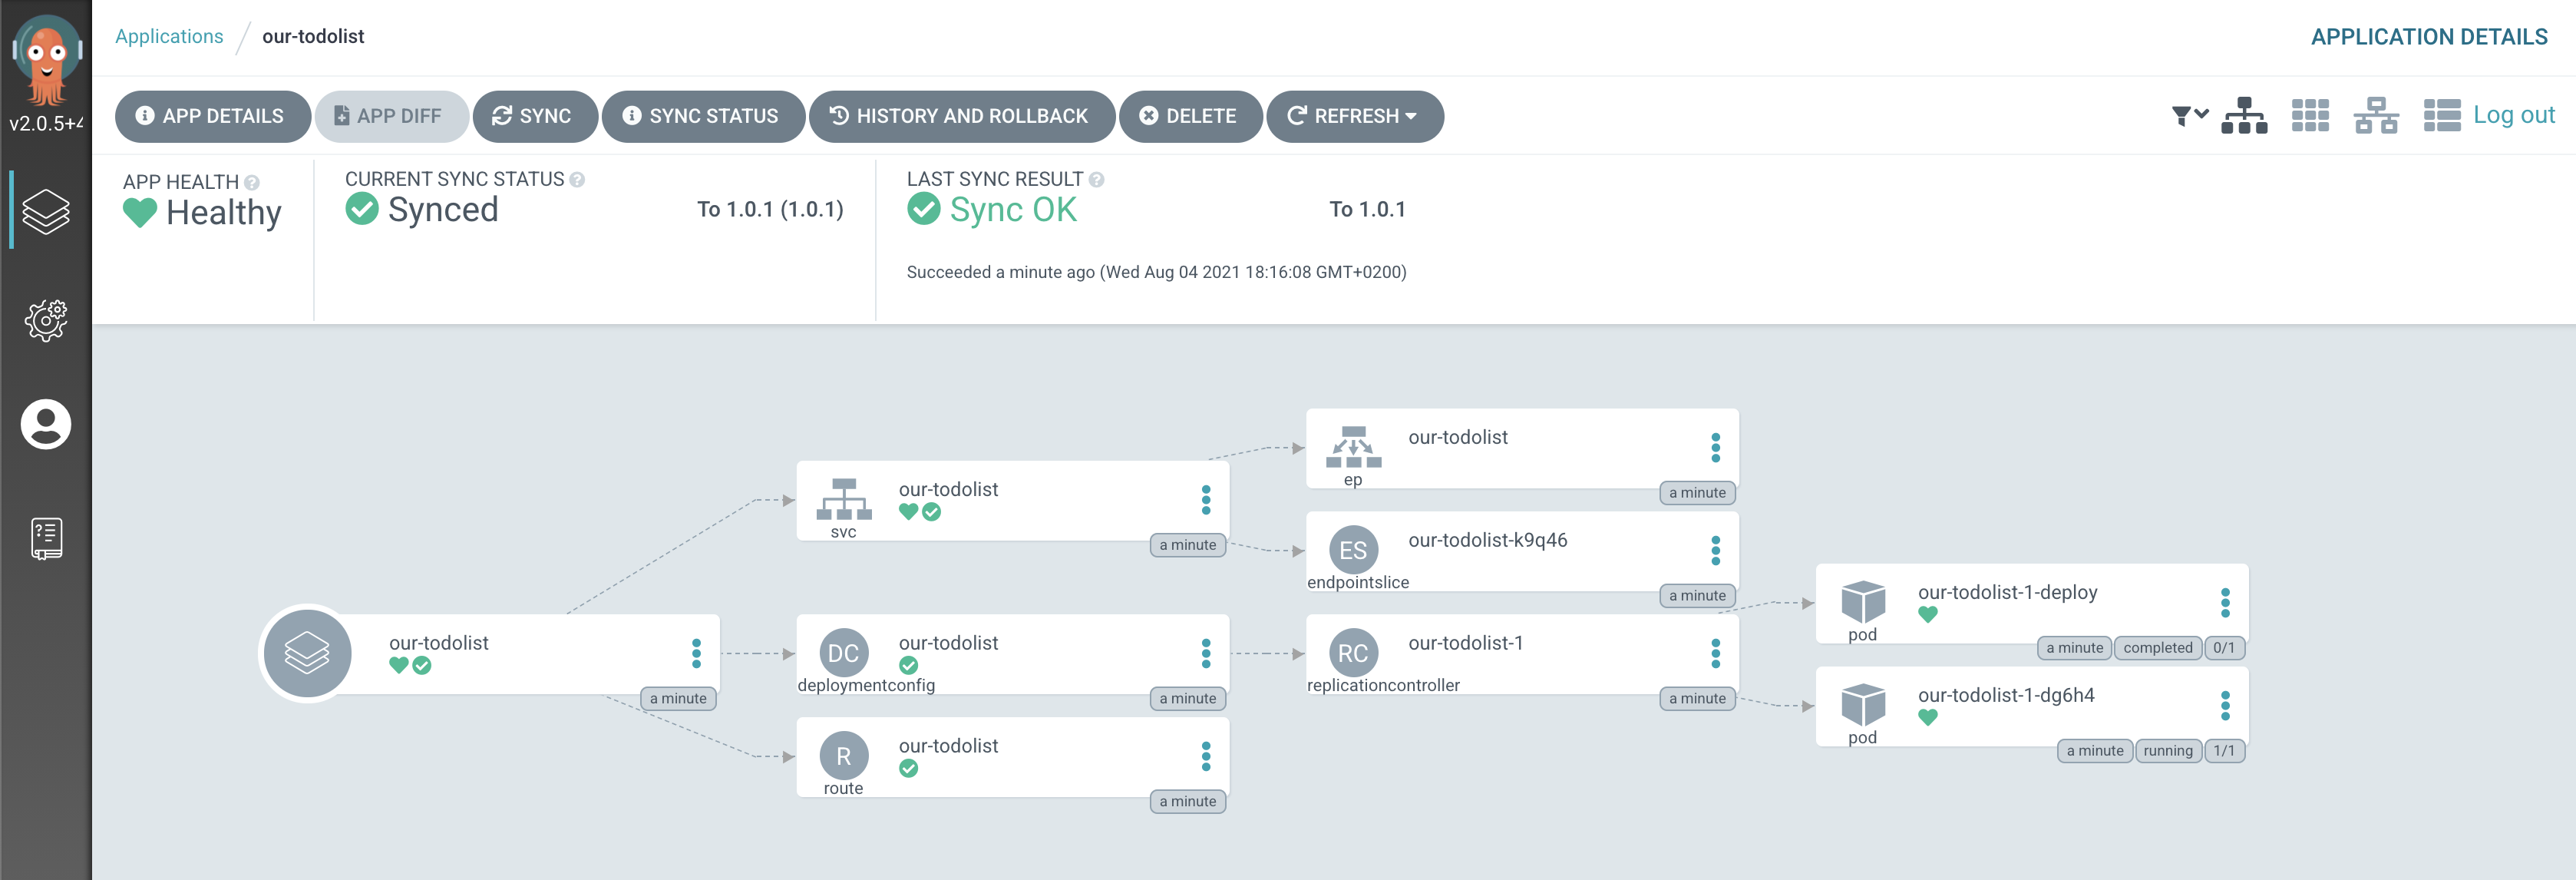 Applications / our-todolist
APPLICATION DETAILS
v2.0.5+4
APP DETAILS
APP DIFF
SYNC
SYNC STATUS
HISTORY AND ROLLBACK
DELETE
REFRESH
Log out
APP HEALTH
Healthy
CURRENT SYNC STATUS
Synced
To 1.0.1 (1.0.1)
LAST SYNC RESULT
Sync OK
To 1.0.1
Succeeded a minute ago (Wed Aug 04 2021 18:16:08 GMT+0200)
our-todolist
a minute
our-todolist
svc
a minute
DC
our-todolist
deploymentconfig
a minute
R
our-todolist
route
a minute
our-todolist
ep
a minute
ES
our-todolist-k9q46
endpointslice
a minute
RC
our-todolist-1
replicationcontroller
a minute
our-todolist-1-deploy
pod
a minute completed 0/1
our-todolist-1-dg6h4
pod
a minute running 1/1